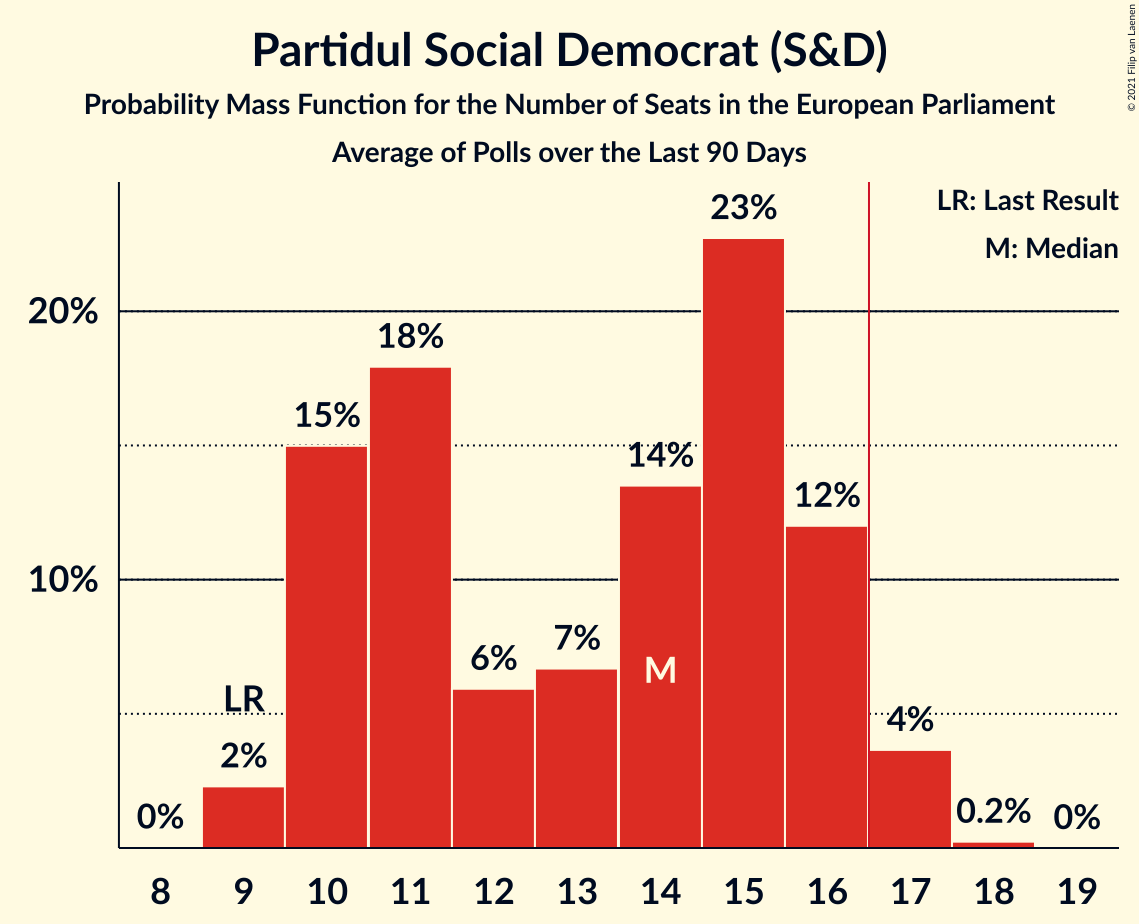 Partidul Social Democrat (S&D)
Probability Mass Function for the Number of Seats in the European Parliament
Average of Polls over the Last 90 Days
© 2021 Filip van Laenen
LR: Last Result
M: Median
20%
10%
0%
LR
2%
15%
18%
6%
7%
14%
M
23%
12%
4%
0.2%
0%
8 9 10 11 12 13 14 15 16 17 18 19